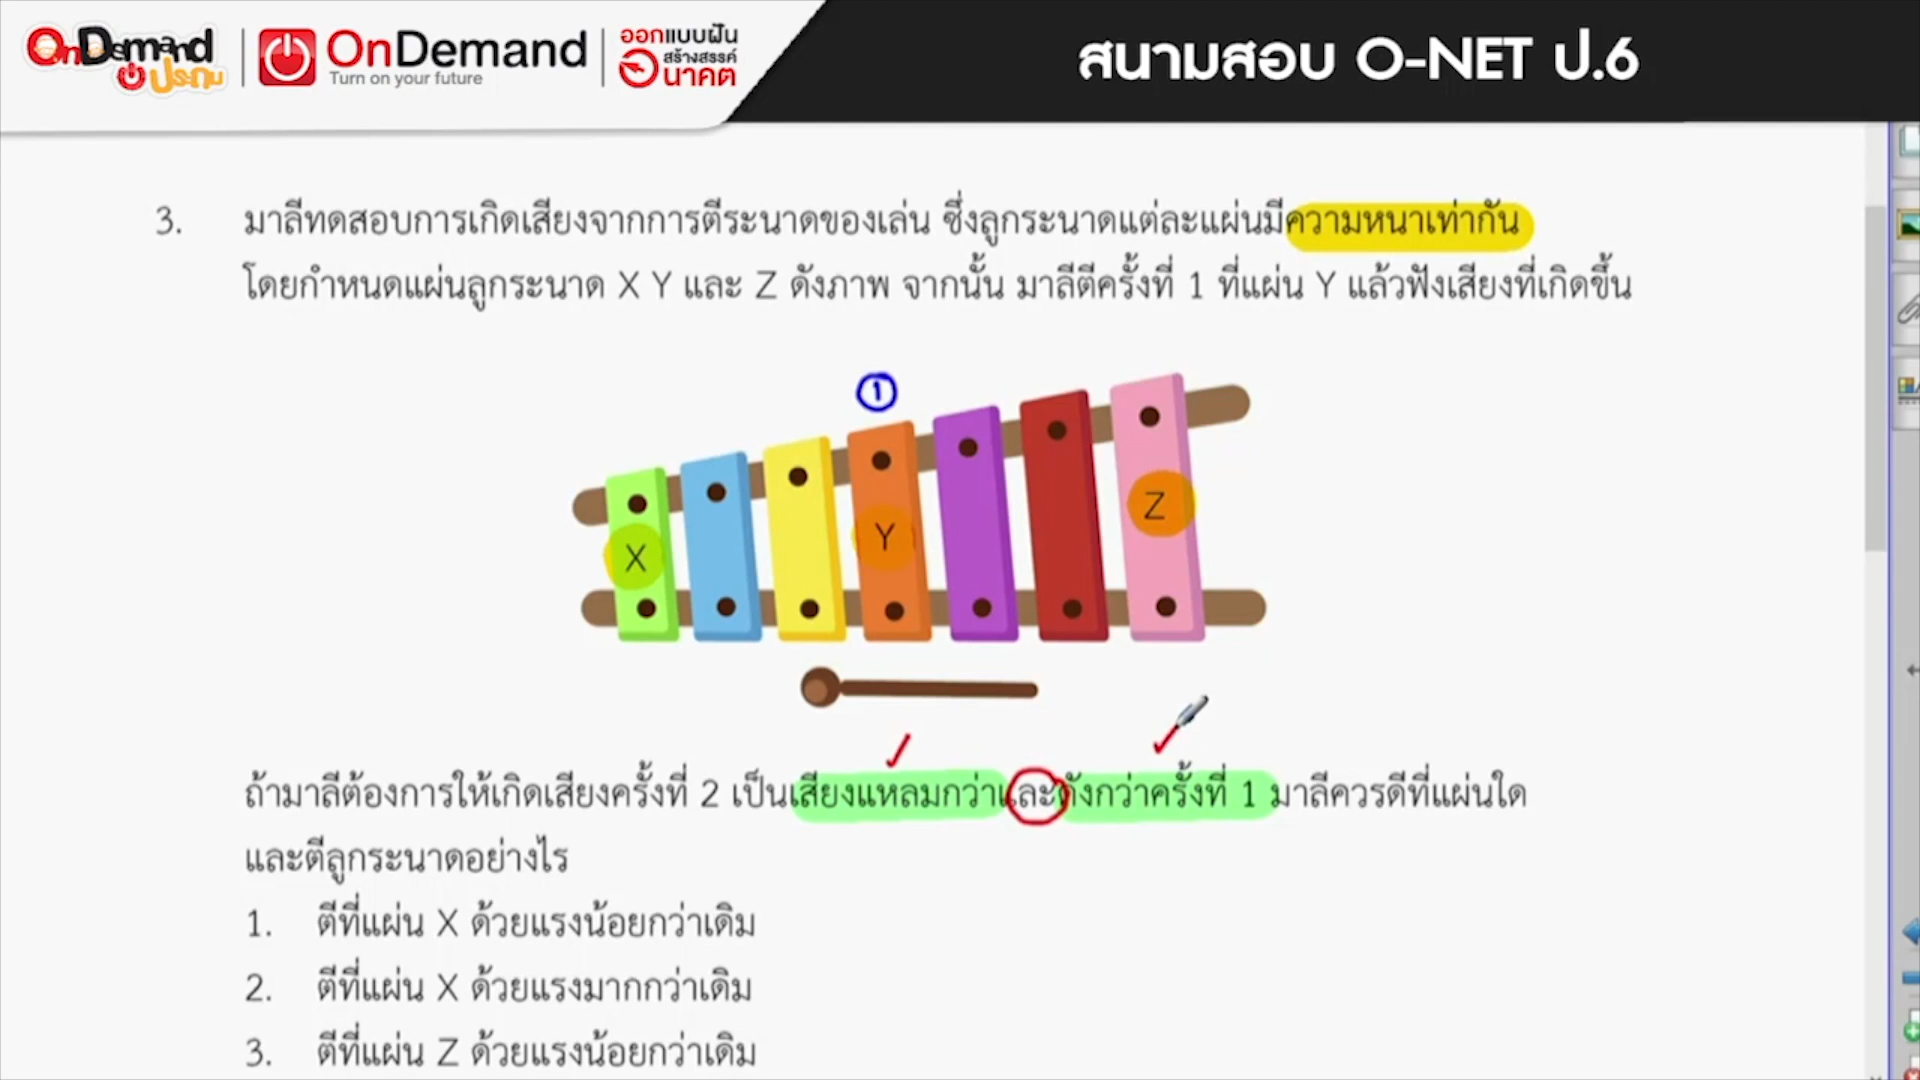 OnDemand
ประถม
OnDemand
Turn on your future
ออกแบบฝัน
สร้างสรรค์
อนาคต
สนามสอบ O-NET ป.6
3. มาลีทดสอบการเกิดเสียงจากการตีระนาดของเล่น ซึ่งลูกระนาดแต่ละแผ่นมีความหนาเท่ากัน
โดยกำหนดแผ่นลูกระนาด X Y และ Z ดังภาพ จากนั้น มาลีตีครั้งที่ 1 ที่แผ่น Y แล้วฟังเสียงที่เกิดขึ้น
1
X
Y
Z
ถ้ามาลีต้องการให้เกิดเสียงครั้งที่ 2 เป็นเสียงแหลมกว่าและดังกว่าครั้งที่ 1 มาลีควรตีที่แผ่นใด
และตีลูกระนาดอย่างไร
1. ตีที่แผ่น X ด้วยแรงน้อยกว่าเดิม
2. ตีที่แผ่น X ด้วยแรงมากกว่าเดิม
3. ตีที่แผ่น Z ด้วยแรงน้อยกว่าเดิม